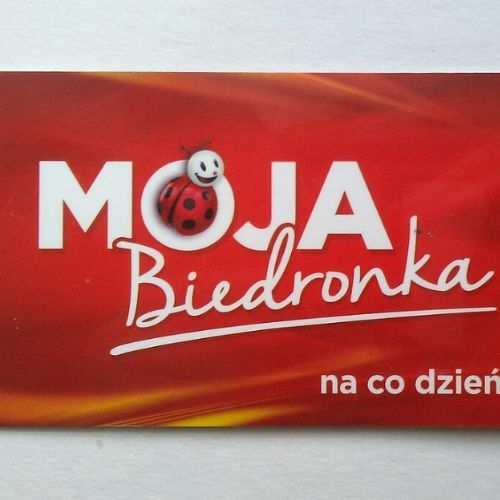 MOJA
Biedronka
na co dzień